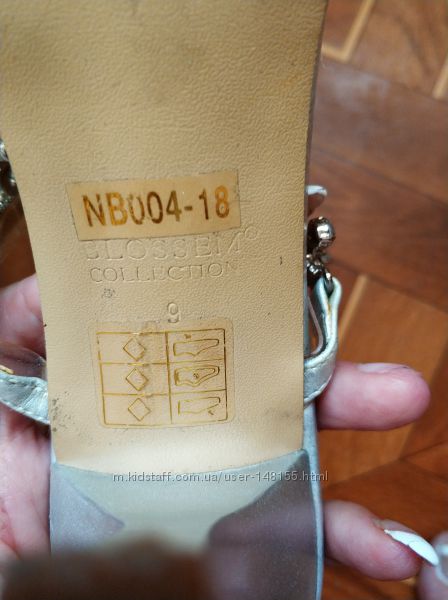 NB004-18
BLOSSEM
COLLECTION
9
m.kidstaff.com.ua/user-148155.html